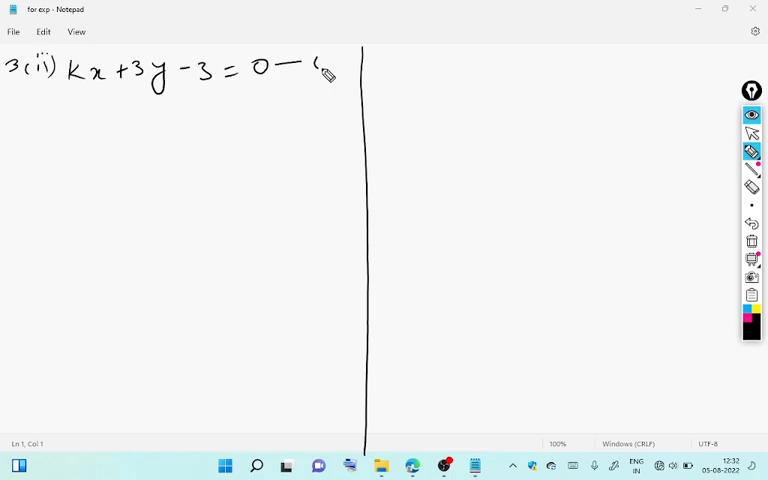 for exp - Notepad
File Edit View
3(iii) kx + 3y - 3 = 0 — (
Ln 1, Col 1 100% Windows (CRLF) UTF-8
ENG IN 12:32 05-08-2022